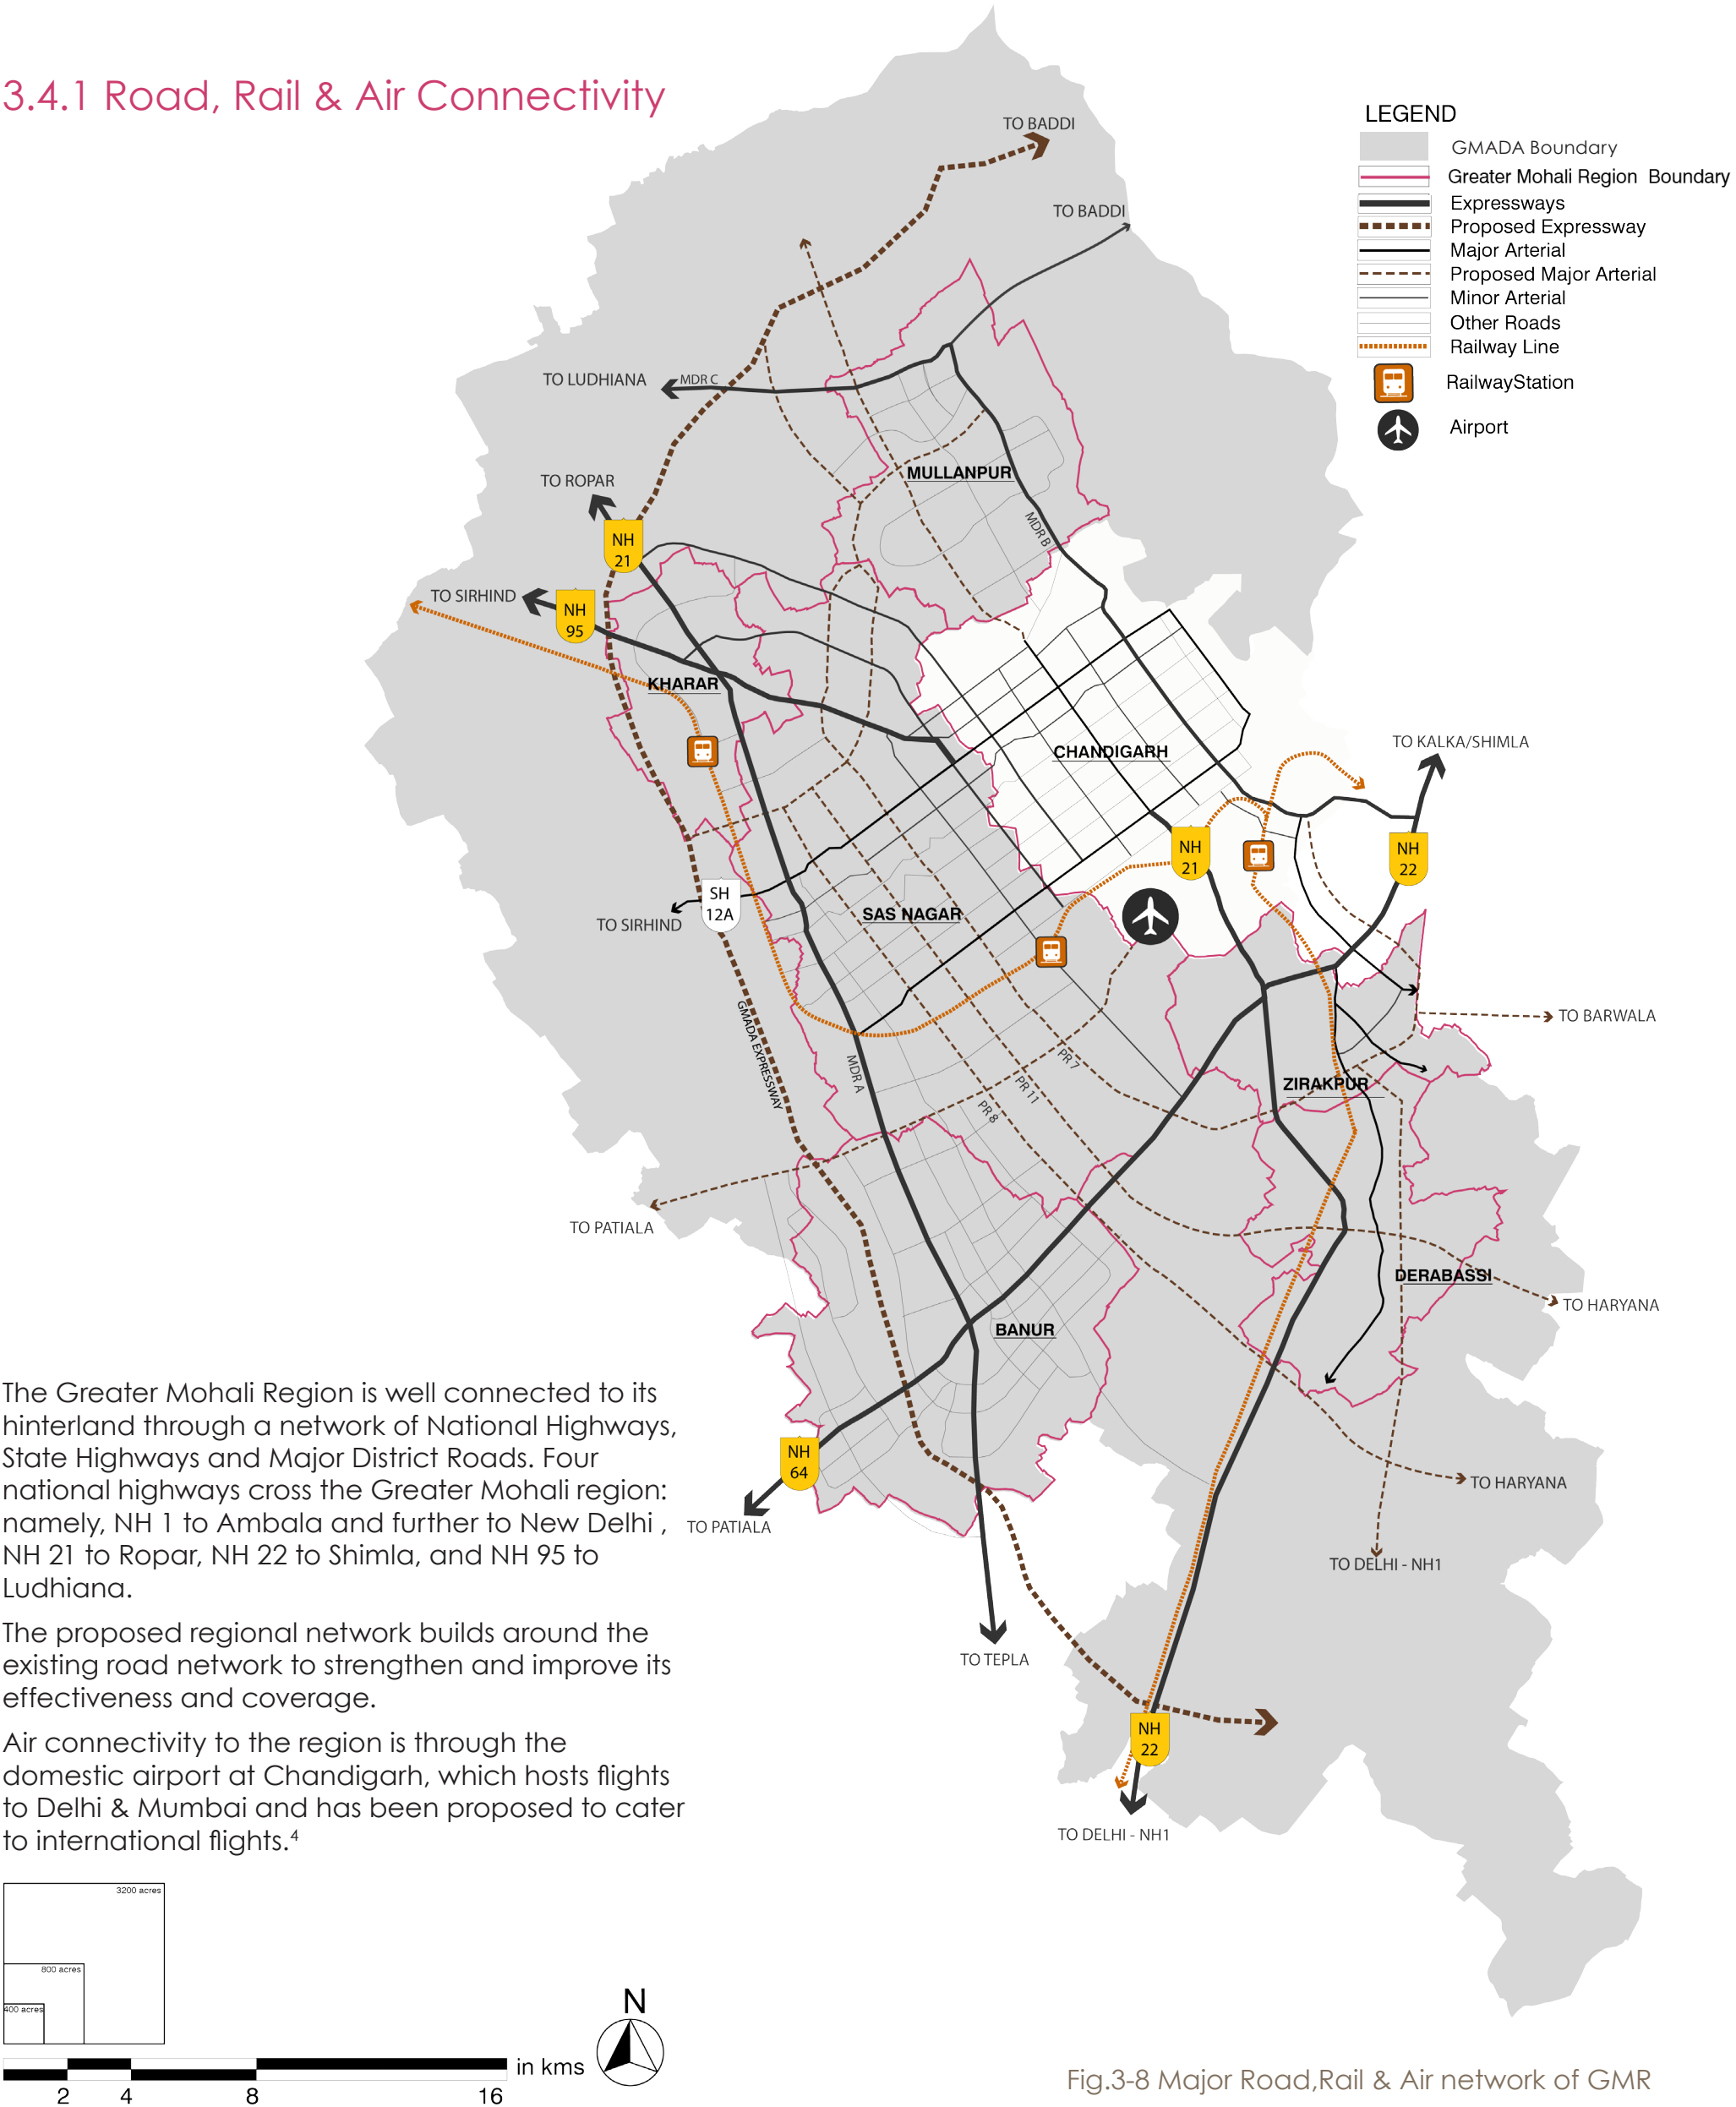 3.4.1 Road, Rail & Air Connectivity
LEGEND
GMADA Boundary
Greater Mohali Region Boundary
Expressways
Proposed Expressway
Major Arterial
Proposed Major Arterial
Minor Arterial
Other Roads
Railway Line
RailwayStation
Airport
TO BADDI
TO BADDI
TO LUDHIANA
MDR C
MULLANPUR
TO ROPAR
NH
21
MDR B
TO SIRHIND
NH
95
KHARAR
CHANDIGARH
TO KALKA/SHIMLA
NH
21
NH
22
SH
12A
TO SIRHIND
SAS NAGAR
GMADA EXPRESSWAY
MDR A
PR 7
PR 11
PR 8
TO BARWALA
ZIRAKPUR
TO PATIALA
DERABASSI
TO HARYANA
BANUR
NH
64
TO PATIALA
TO HARYANA
TO DELHI - NH1
TO TEPLA
NH
22
TO DELHI - NH1
The Greater Mohali Region is well connected to its
hinterland through a network of National Highways,
State Highways and Major District Roads. Four
national highways cross the Greater Mohali region:
namely, NH 1 to Ambala and further to New Delhi ,
NH 21 to Ropar, NH 22 to Shimla, and NH 95 to
Ludhiana.
The proposed regional network builds around the
existing road network to strengthen and improve its
effectiveness and coverage.
Air connectivity to the region is through the
domestic airport at Chandigarh, which hosts flights
to Delhi & Mumbai and has been proposed to cater
to international flights.⁴
3200 acres
800 acres
400 acres
N
in kms
2 4 8 16
Fig.3-8 Major Road,Rail & Air network of GMR